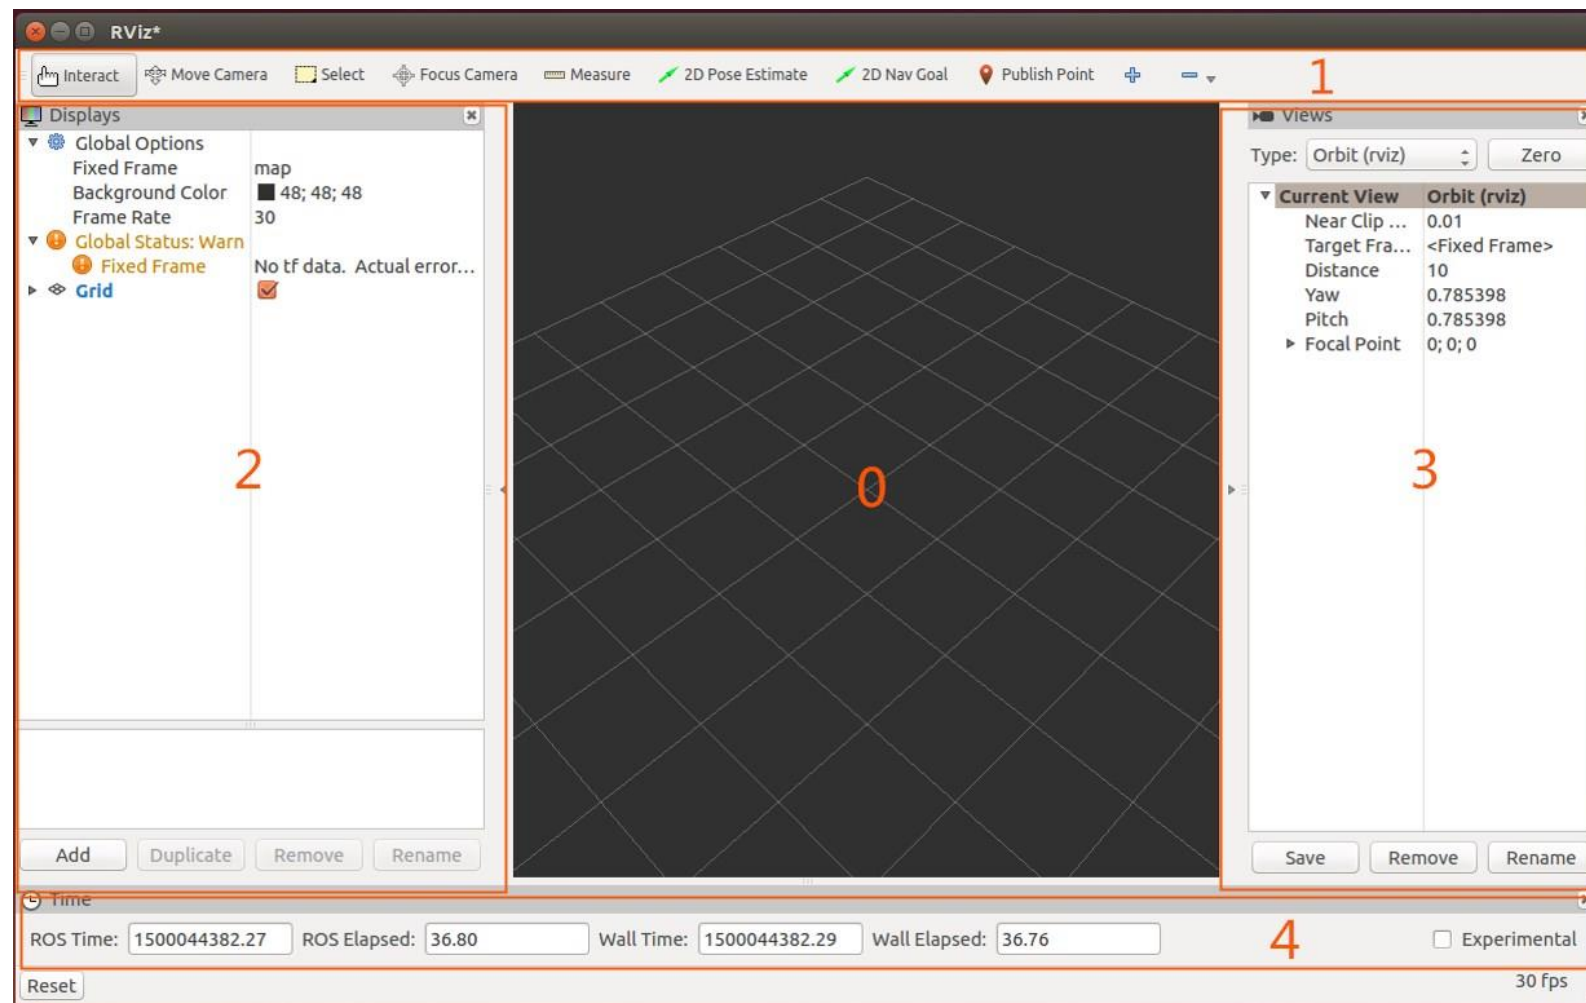 RViz*
Interact Move Camera Select Focus Camera Measure 2D Pose Estimate 2D Nav Goal Publish Point
1
Displays
Global Options
Fixed Frame map
Background Color 48; 48; 48
Frame Rate 30
Global Status: Warn
Fixed Frame No tf data. Actual error...
Grid
2
Add Duplicate Remove Rename
0
Views
Type: Orbit (rviz) Zero
Current View Orbit (rviz)
Near Clip ... 0.01
Target Fra... <Fixed Frame>
Distance 10
Yaw 0.785398
Pitch 0.785398
Focal Point 0; 0; 0
3
Save Remove Rename
Time
ROS Time: 1500044382.27 ROS Elapsed: 36.80 Wall Time: 1500044382.29 Wall Elapsed: 36.76 4 Experimental
Reset 30 fps